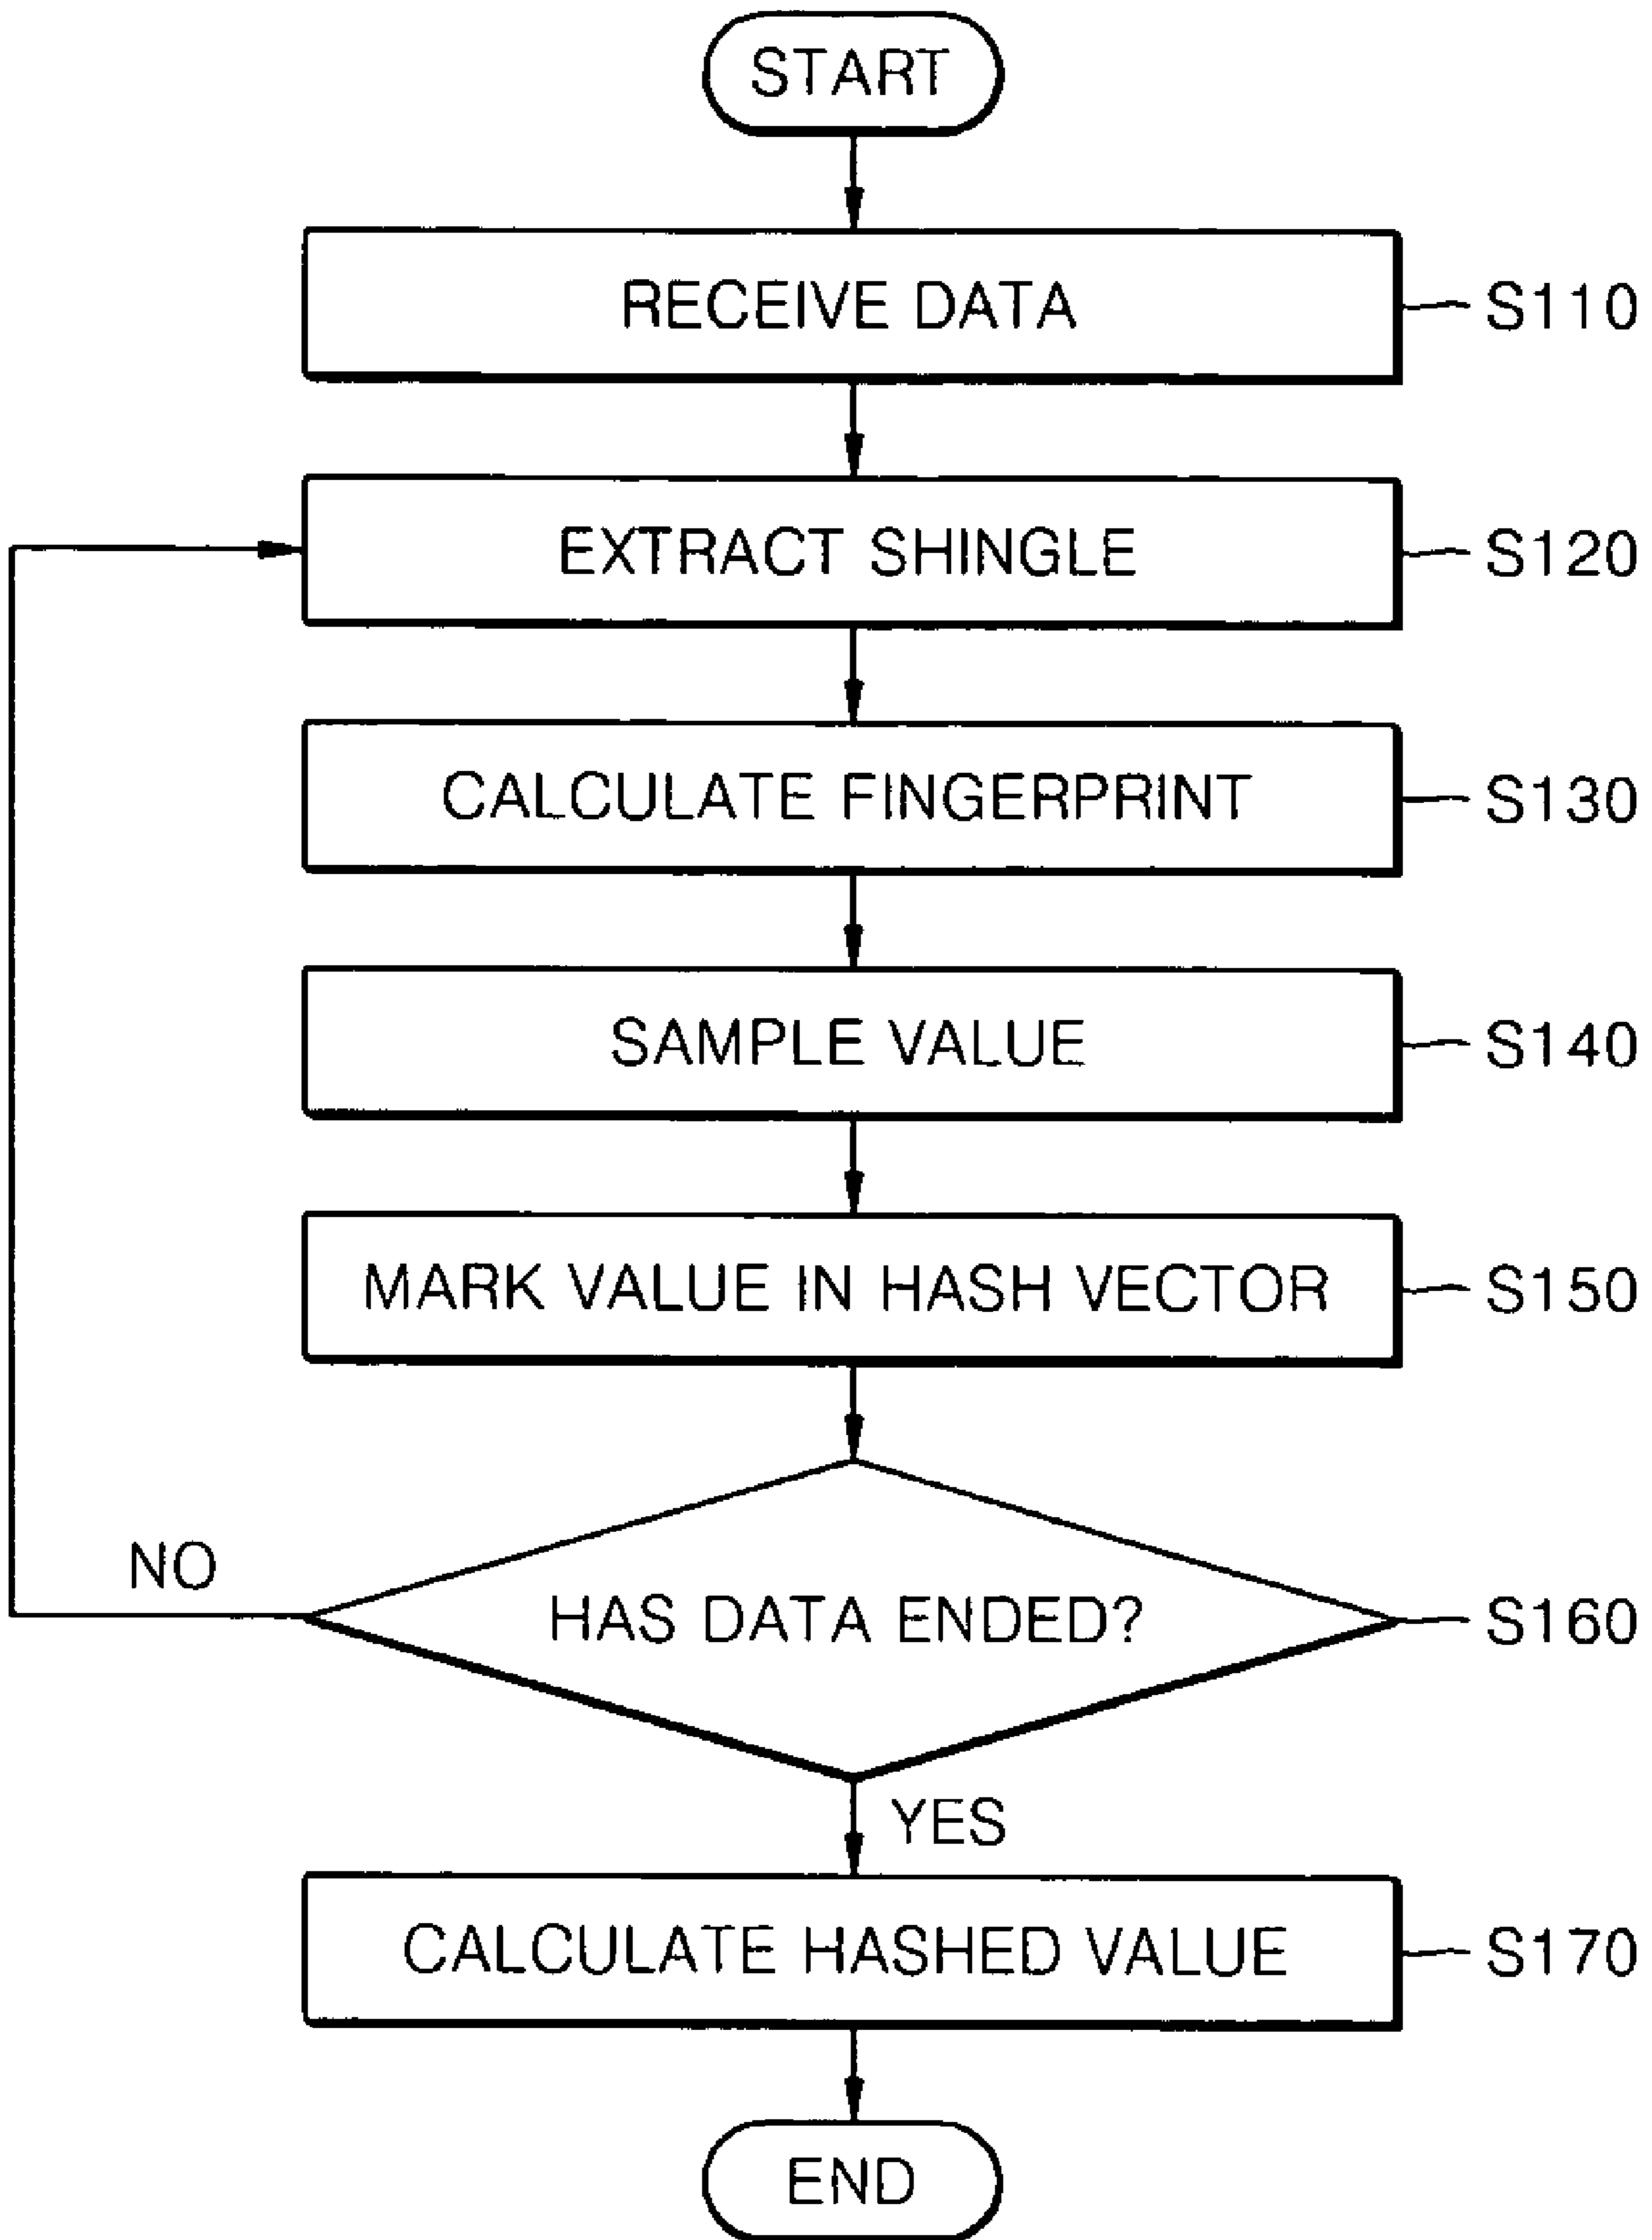 START
RECEIVE DATA
S110
EXTRACT SHINGLE
S120
CALCULATE FINGERPRINT
S130
SAMPLE VALUE
S140
MARK VALUE IN HASH VECTOR
S150
NO
HAS DATA ENDED?
S160
YES
CALCULATE HASHED VALUE
S170
END